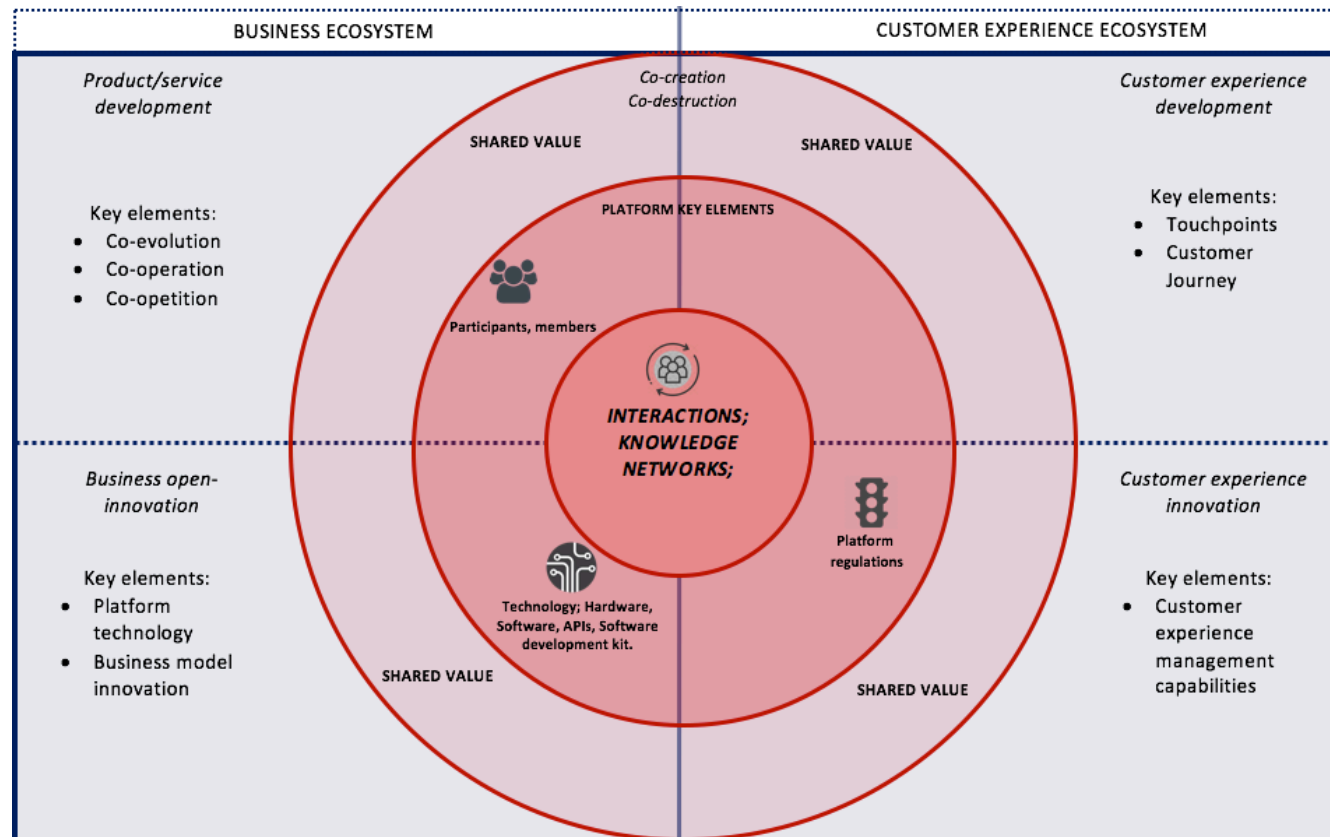 BUSINESS ECOSYSTEM
CUSTOMER EXPERIENCE ECOSYSTEM
Product/service
development
Co-creation
Co-destruction
Customer experience
development
SHARED VALUE
SHARED VALUE
Key elements:
• Co-evolution
• Co-operation
• Co-opetition
PLATFORM KEY ELEMENTS
Key elements:
• Touchpoints
• Customer
Journey
Participants, members
INTERACTIONS;
KNOWLEDGE
NETWORKS;
Business open-
innovation
Customer experience
innovation
Platform
regulations
Key elements:
• Platform
technology
• Business model
innovation
Technology; Hardware,
Software, APIs, Software
development kit.
Key elements:
• Customer
experience
management
capabilities
SHARED VALUE
SHARED VALUE